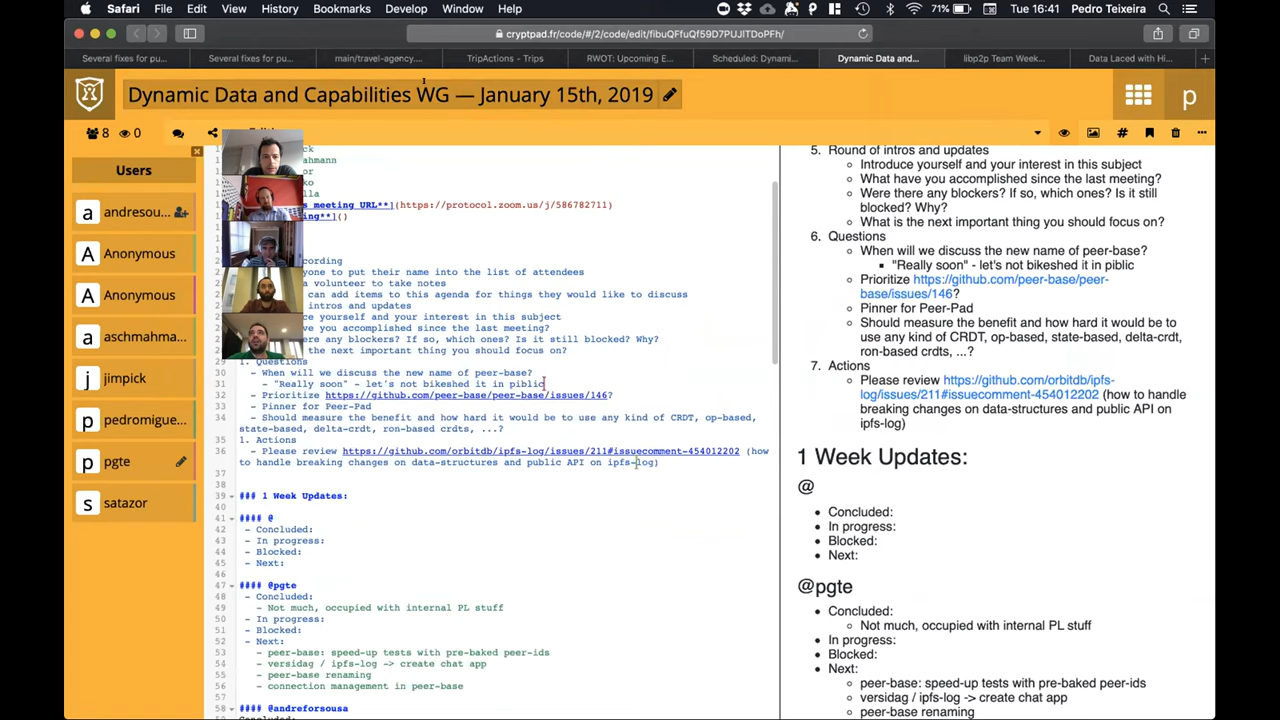 Safari File Edit View History Bookmarks Develop Window Help 71% Tue 16:41 Pedro Teixeira
cryptpad.fr/code/#/2/code/edit/fibuQFfuQf59D7PUJlTDoPFh/
Several fixes for pu... Several fixes for pu... main/travel-agency.... TripActions - Trips RWOT: Upcoming E... Scheduled: Dynami... Dynamic Data and... libp2p Team Week... Data Laced with Hi...
Dynamic Data and Capabilities WG — January 15th, 2019
p
8 0
Users
a andresou...
A Anonymous
A Anonymous
a aschmahma...
j jimpick
p pedromigue...
p pgte
s satazor
ck
ahmann
or
ko
lla
s meeting URL**](https://protocol.zoom.us/j/586782711)
ing**]()
cording
yone to put their name into the list of attendees
a volunteer to take notes
can add items to this agenda for things they would like to discuss
intros and updates
ce yourself and your interest in this subject
ve you accomplished since the last meeting?
ere any blockers? If so, which ones? Is it still blocked? Why?
the next important thing you should focus on?
29 1. Questions
30 - When will we discuss the new name of peer-base?
31 - "Really soon" - let's not bikeshed it in piblic
32 - Prioritize https://github.com/peer-base/peer-base/issues/146?
33 - Pinner for Peer-Pad
34 - Should measure the benefit and how hard it would be to use any kind of CRDT, op-based,
state-based, delta-crdt, ron-based crdts, ...?
35 1. Actions
36 - Please review https://github.com/orbitdb/ipfs-log/issues/211#issuecomment-454012202 (how
to handle breaking changes on data-structures and public API on ipfs-log)
37
38
39 ### 1 Week Updates:
40
41 #### @
42 - Concluded:
43 - In progress:
44 - Blocked:
45 - Next:
46
47 #### @pgte
48 - Concluded:
49 - Not much, occupied with internal PL stuff
50 - In progress:
51 - Blocked:
52 - Next:
53 - peer-base: speed-up tests with pre-baked peer-ids
54 - versidag / ipfs-log -> create chat app
55 - peer-base renaming
56 - connection management in peer-base
57
58 #### @andreforsousa
Concluded:
5. Round of intros and updates
Introduce yourself and your interest in this subject
What have you accomplished since the last meeting?
Were there any blockers? If so, which ones? Is it still
blocked? Why?
What is the next important thing you should focus on?
6. Questions
When will we discuss the new name of peer-base?
"Really soon" - let's not bikeshed it in piblic
Prioritize https://github.com/peer-base/peer-
base/issues/146?
Pinner for Peer-Pad
Should measure the benefit and how hard it would be to
use any kind of CRDT, op-based, state-based, delta-crdt,
ron-based crdts, ...?
7. Actions
Please review https://github.com/orbitdb/ipfs-
log/issues/211#issuecomment-454012202 (how to handle
breaking changes on data-structures and public API on
ipfs-log)
1 Week Updates:
@
Concluded:
In progress:
Blocked:
Next:
@pgte
Concluded:
Not much, occupied with internal PL stuff
In progress:
Blocked:
Next:
peer-base: speed-up tests with pre-baked peer-ids
versidag / ipfs-log -> create chat app
peer-base renaming